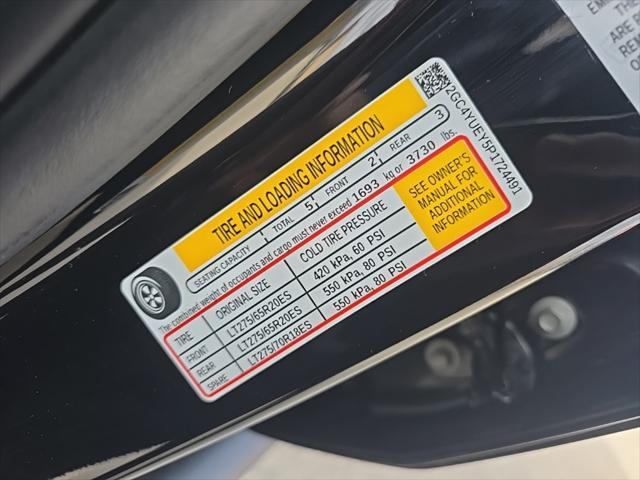 TIRE AND LOADING INFORMATION
SEATING CAPACITY | TOTAL 5 | FRONT 2 | REAR 3
The combined weight of occupants and cargo must never exceed 1693 kg or 3730 lbs.
TIRE ORIGINAL SIZE COLD TIRE PRESSURE
FRONT LT275/65R20ES 420 kPa, 60 PSI
REAR LT275/65R20ES 550 kPa, 80 PSI
SPARE LT275/70R18ES 550 kPa, 80 PSI
SEE OWNER'S
MANUAL FOR
ADDITIONAL
INFORMATION
2GC4YUEY5P1724491